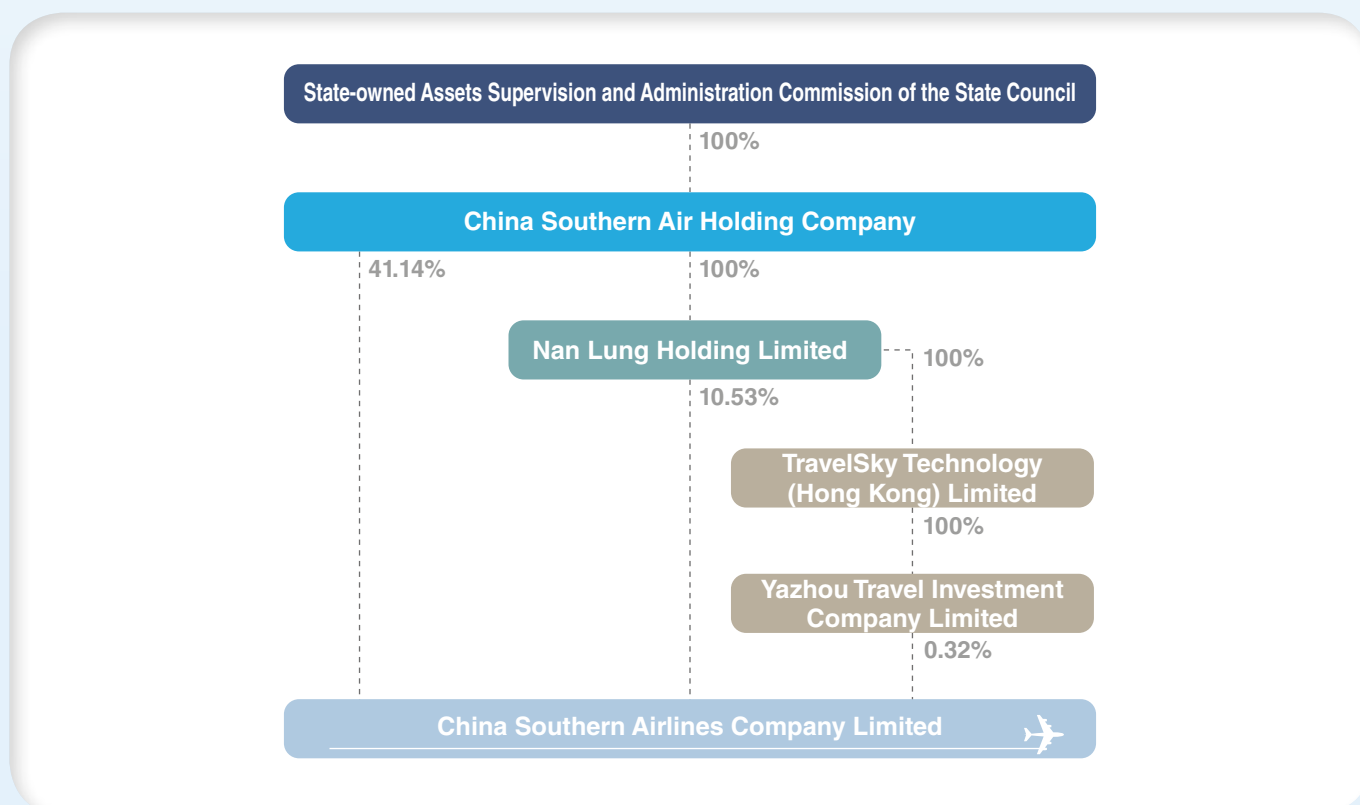 State-owned Assets Supervision and Administration Commission of the State Council
100%
China Southern Air Holding Company
41.14%
100%
Nan Lung Holding Limited
100%
10.53%
TravelSky Technology
(Hong Kong) Limited
100%
Yazhou Travel Investment
Company Limited
0.32%
China Southern Airlines Company Limited